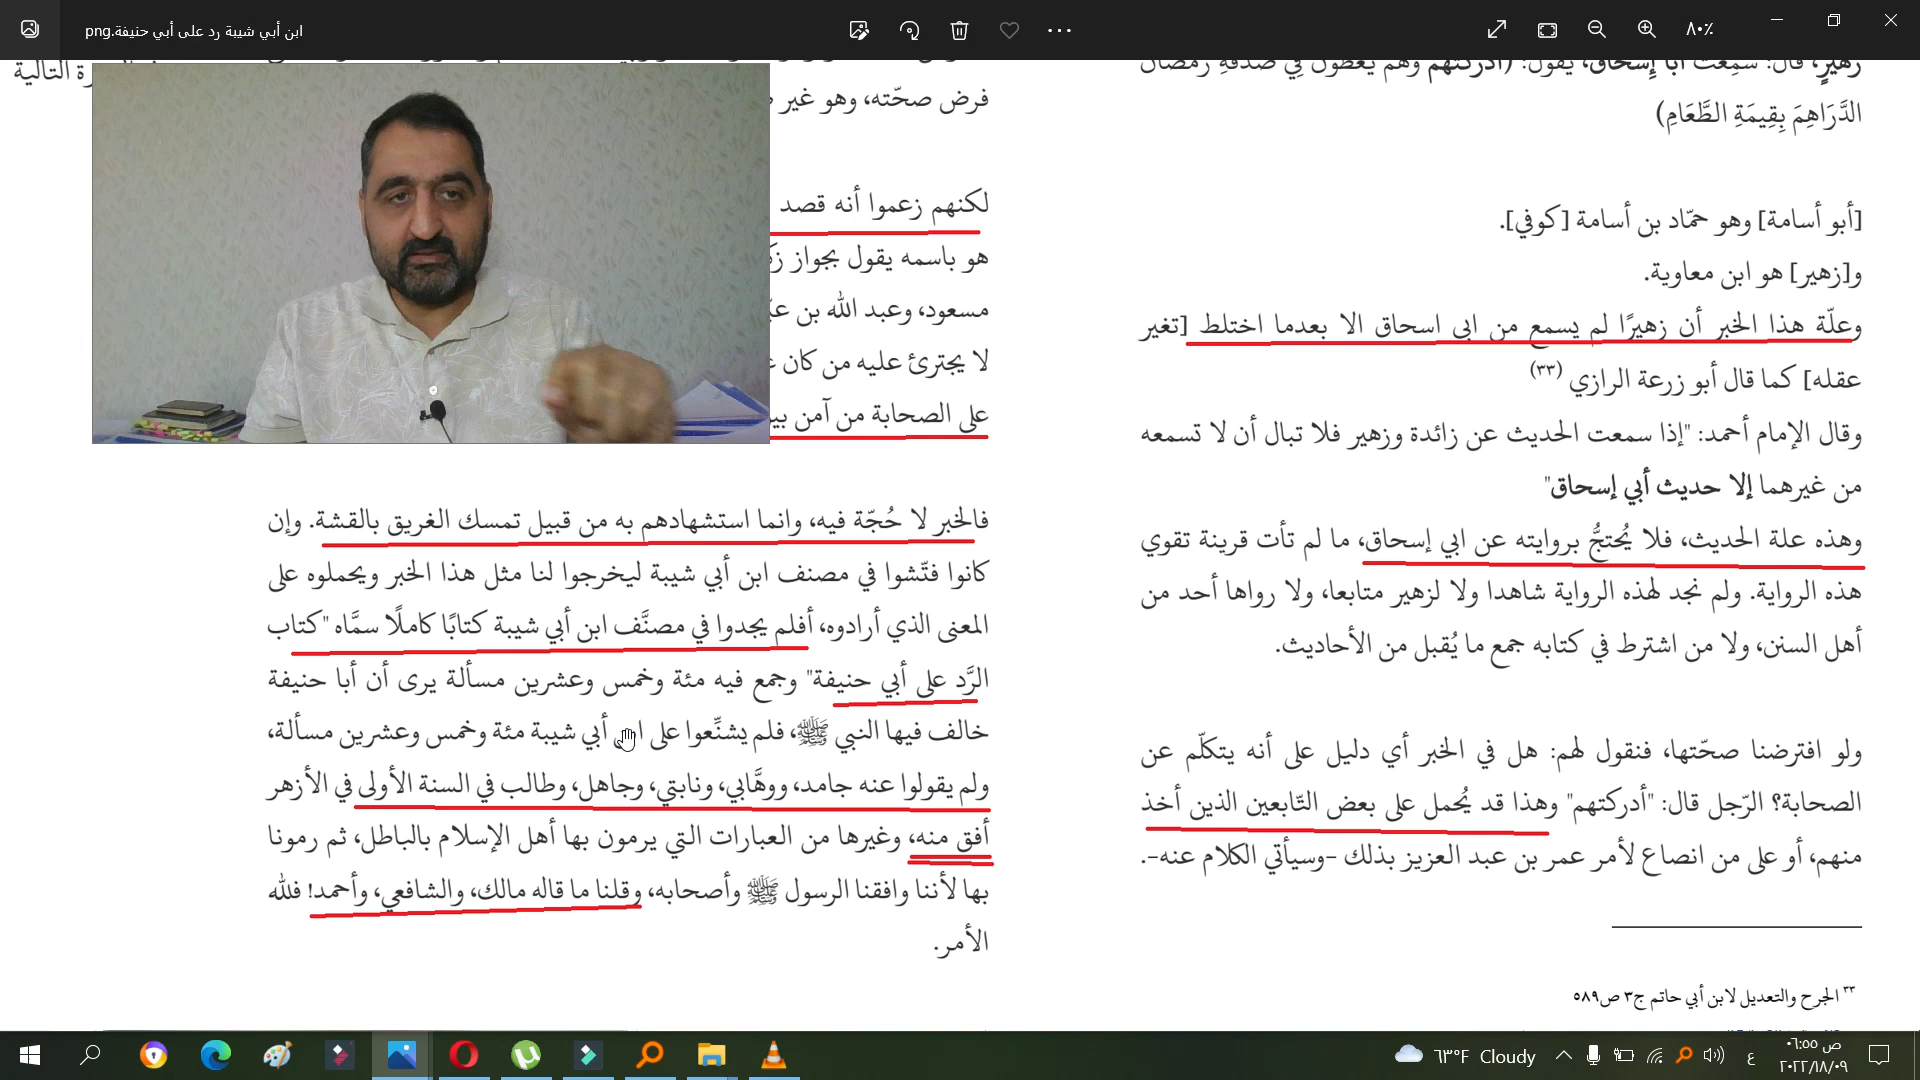 ابن أبي شيبة رد على أبي حنيفة.png
٨٠٪
زهيرٍ، قال: سَمِعْت أبا إسحاق، يقول: (أدركتهم وهم يعطون في صدقة رمضان
الدَّرَاهِمَ بِقِيمَةِ الطَّعَامِ)
[أبو أسامة] وهو حمّاد بن أسامة [كوفي].
و[زهير] هو ابن معاوية.
وعلّة هذا الخبر أن زهيرًا لم يسمع من ابي اسحاق الا بعدما اختلط [تغير
عقله] كما قال أبو زرعة الرازي (٣٣)
وقال الإمام أحمد: "إذا سمعت الحديث عن زائدة وزهير فلا تبال أن لا تسمعه
من غيرهما إلا حديث أبي إسحاق"
وهذه علة الحديث، فلا يُحتجُّ بروايته عن ابي إسحاق، ما لم تأت قرينة تقوي
هذه الرواية. ولم نجد لهذه الرواية شاهدا ولا لزهير متابعا، ولا رواها أحد من
أهل السنن، ولا من اشترط في كتابه جمع ما يُقبل من الأحاديث.
ولو افترضنا صحّتها، فنقول لهم: هل في الخبر أي دليل على أنه يتكلّم عن
الصحابة؟ الرّجل قال: "أدركتهم" وهذا قد يُحمل على بعض التّابعين الذين أخذ
منهم، أو على من انصاع لأمر عمر بن عبد العزيز بذلك -وسيأتي الكلام عنه-.
٣٣ الجرح والتعديل لابن أبي حاتم ج٣ ص٥٨٩
فرض صحّته، وهو غير
لكنهم زعموا أنه قصد
هو باسمه يقول بجواز
مسعود، وعبد الله بن
لا يجترئ عليه من كان
على الصحابة من آمن
فالخبر لا حُجّة فيه، وانما استشهادهم به من قبيل تمسك الغريق بالقشة. وإن
كانوا فتّشوا في مصنف ابن أبي شيبة ليخرجوا لنا مثل هذا الخبر ويحملوه على
المعنى الذي أرادوه، أفلم يجدوا في مصنَّف ابن أبي شيبة كتابًا كاملًا سمَّاه "كتاب
الرَّد على أبي حنيفة" وجمع فيه مئة وخمس وعشرين مسألة يرى أن أبا حنيفة
خالف فيها النبي ﷺ، فلم يشنِّعوا على ابن أبي شيبة مئة وخمس وعشرين مسألة،
ولم يقولوا عنه جامد، ووهَّابي، ونابتي، وجاهل، وطالب في السنة الأولى في الأزهر
أفق منه، وغيرها من العبارات التي يرمون بها أهل الإسلام بالباطل، ثم رمونا
بها لأننا وافقنا الرسول ﷺ وأصحابه، وقلنا ما قاله مالك، والشافعي، وأحمد! فلله
الأمر.
ة التالية
٦٣°F Cloudy
ع
٠٦:٥٥ ص
٢٠٢٢/١٨/٠٩